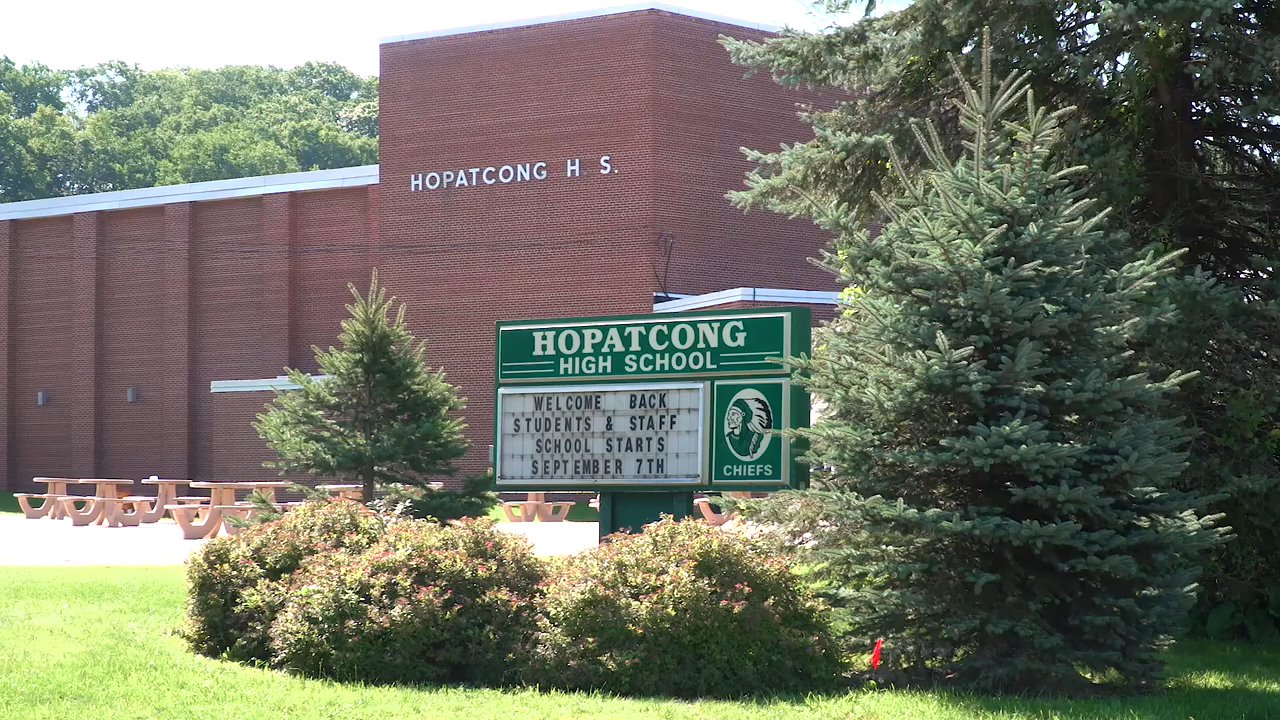 HOPATCONG H S.
HOPATCONG
HIGH SCHOOL
WELCOME BACK
STUDENTS & STAFF
SCHOOL STARTS
SEPTEMBER 7TH
CHIEFS